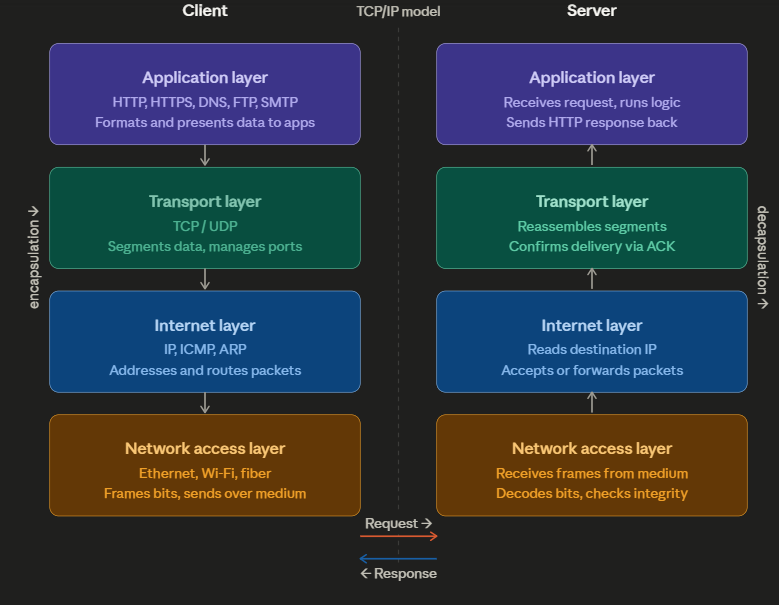 Client
TCP/IP model
Server
Application layer
HTTP, HTTPS, DNS, FTP, SMTP
Formats and presents data to apps
Application layer
Receives request, runs logic
Sends HTTP response back
Transport layer
TCP / UDP
Segments data, manages ports
Transport layer
Reassembles segments
Confirms delivery via ACK
encapsulation →
decapsulation →
Internet layer
IP, ICMP, ARP
Addresses and routes packets
Internet layer
Reads destination IP
Accepts or forwards packets
Network access layer
Ethernet, Wi-Fi, fiber
Frames bits, sends over medium
Network access layer
Receives frames from medium
Decodes bits, checks integrity
Request →
← Response